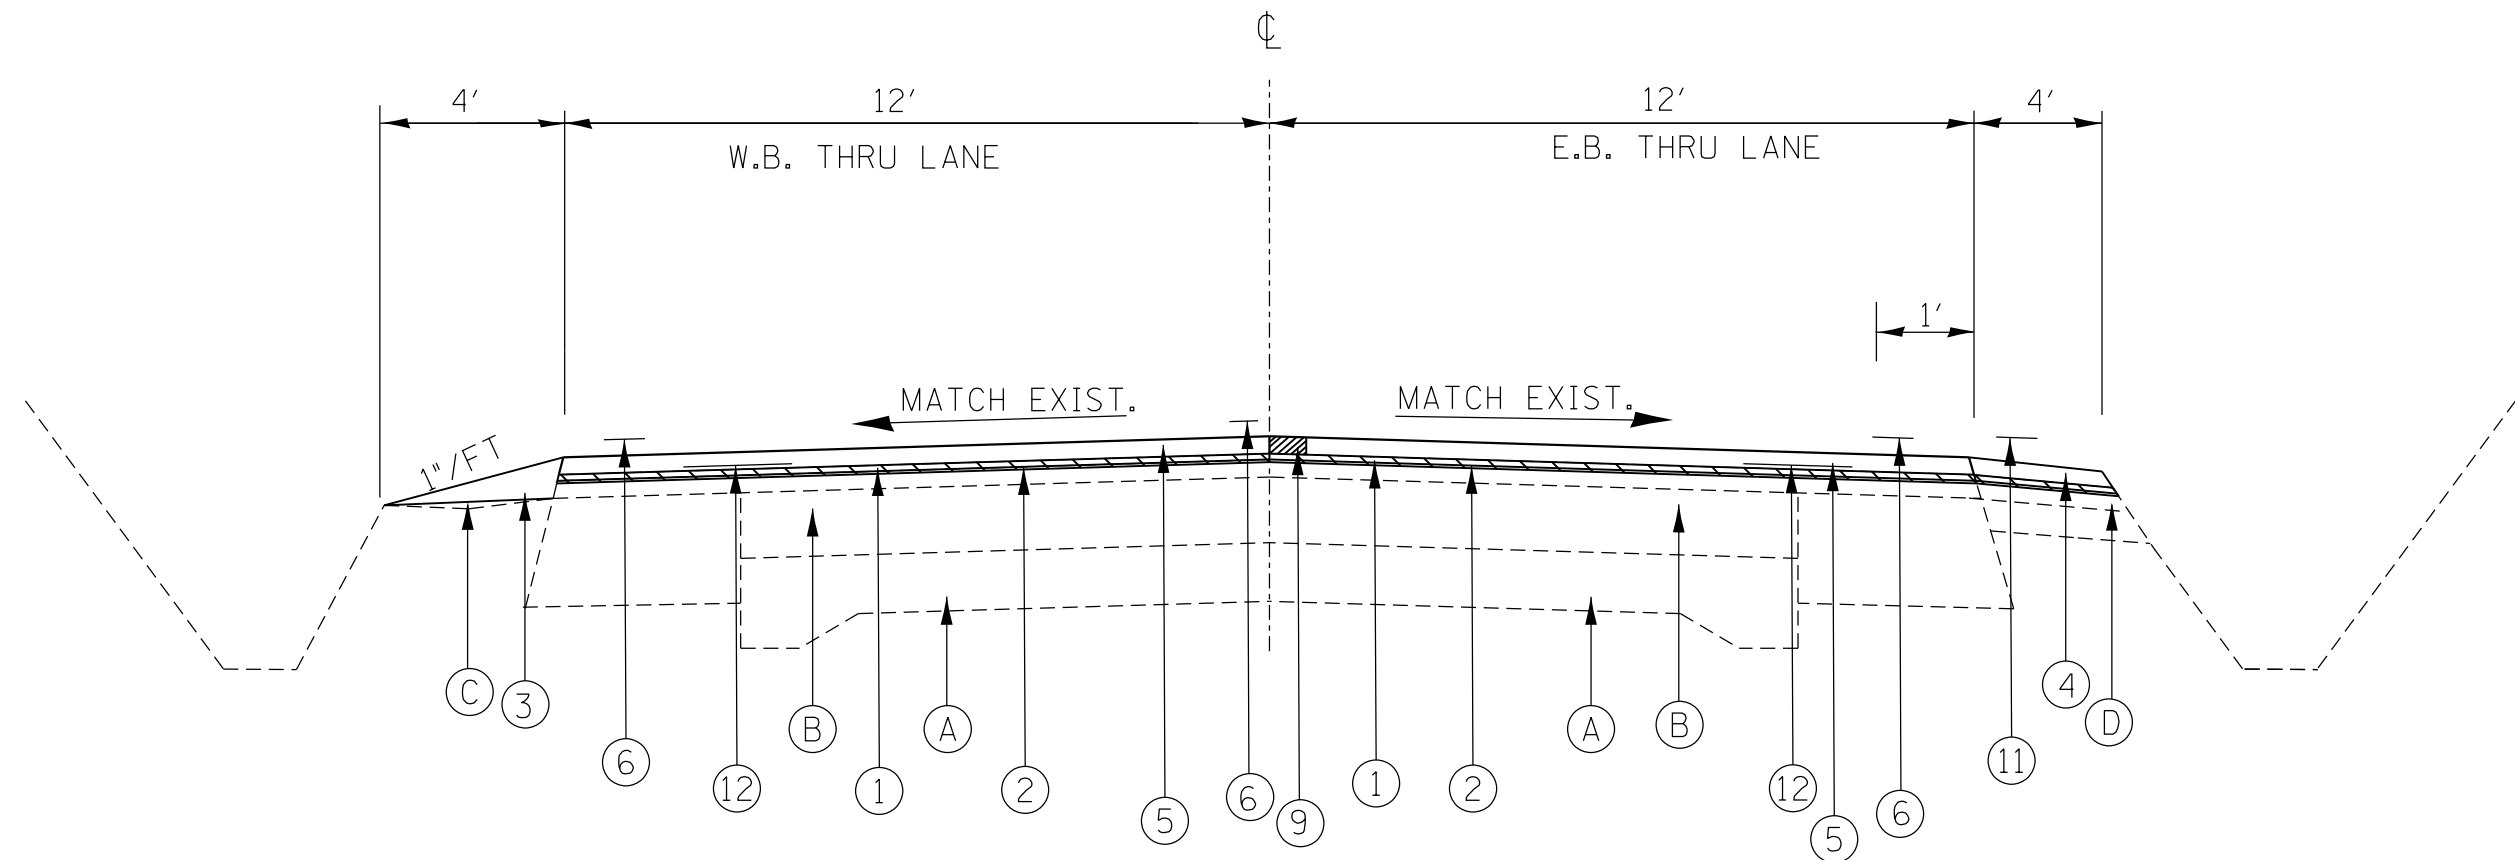 ℄
4' 12' 12' 4'
W.B. THRU LANE E.B. THRU LANE
1'
MATCH EXIST. MATCH EXIST.
1"/FT
C 3 6 12 B 1 A 2 5 6 9 1 2 A B 12 5 6 11 4 D